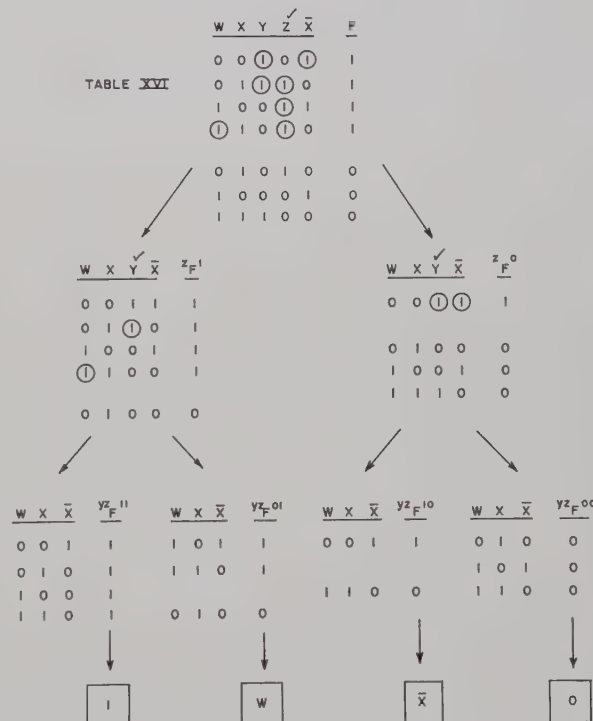 ✓
W X Y Z X̄ F
0 0 1 0 1 1
TABLE XVI
0 1 1 1 0 1
1 0 0 1 1 1
1 1 0 1 0 1
0 1 0 1 0 0
1 0 0 0 1 0
1 1 1 0 0 0
✓
W X Y X̄ ᶻF¹
0 0 1 1 1
0 1 1 0 1
1 0 0 1 1
1 1 0 0 1
0 1 0 0 0
✓
W X Y X̄ ᶻF⁰
0 0 1 1 1
0 1 0 0 0
1 0 0 1 0
1 1 1 0 0
W X X̄ ʸᶻF¹¹
0 0 1 1
0 1 0 1
1 0 0 1
1 1 0 1
1
W X X̄ ʸᶻF⁰¹
1 0 1 1
1 1 0 1
0 1 0 0
W
W X X̄ ʸᶻF¹⁰
0 0 1 1
1 1 0 0
X̄
W X X̄ ʸᶻF⁰⁰
0 1 0 0
1 0 1 0
1 1 0 0
0